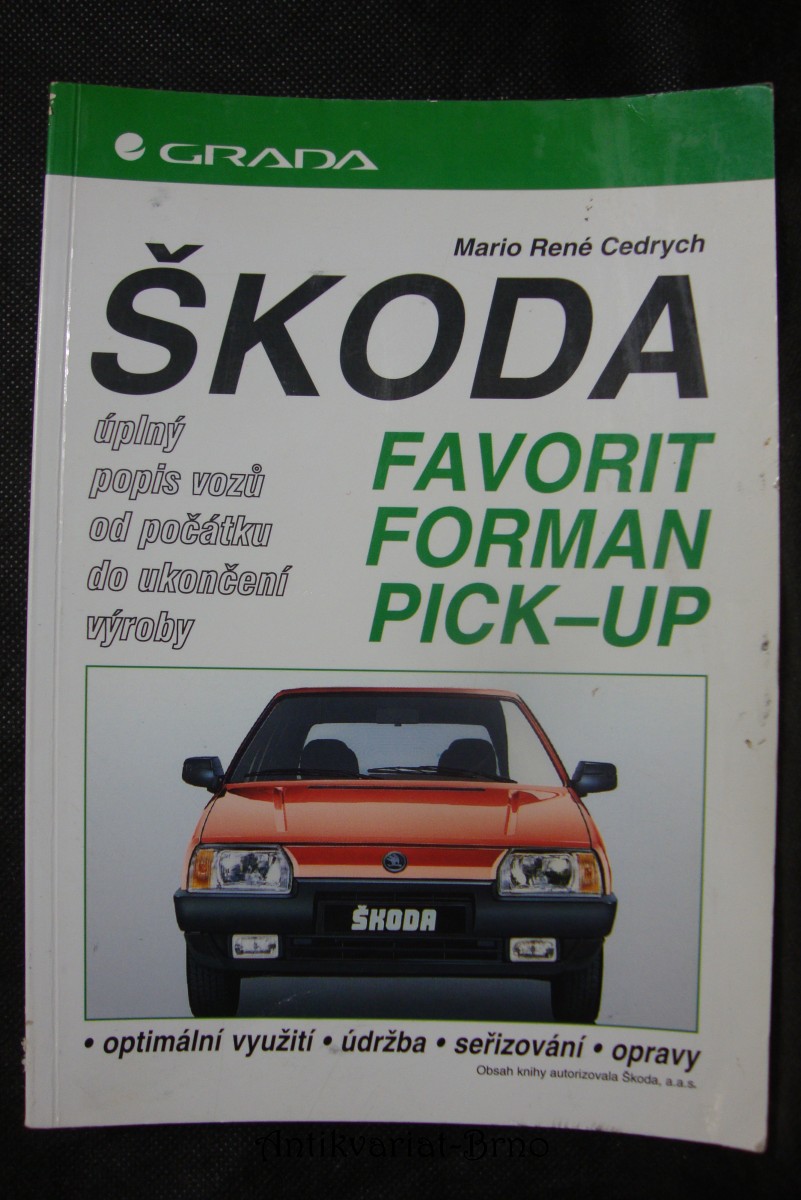 GRADA
Mario René Cedrych
ŠKODA
úplný
popis vozů
od počátku
do ukončení
výroby
FAVORIT
FORMAN
PICK–UP
ŠKODA
• optimální využití • údržba • seřizování • opravy
Obsah knihy autorizovala Škoda, a.a.s.
Antikvariat-Brno